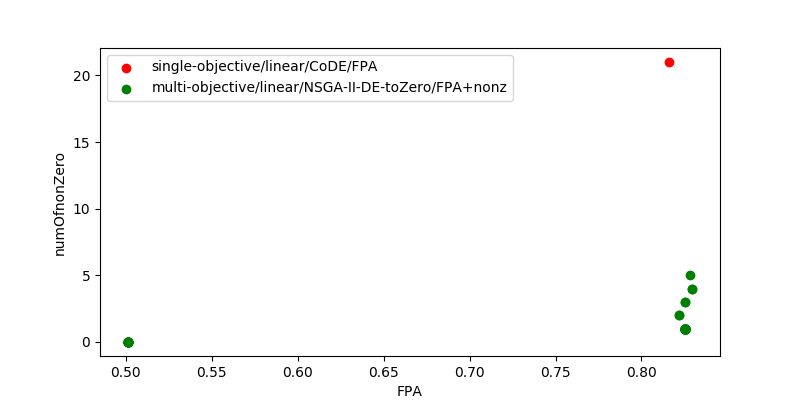 single-objective/linear/CoDE/FPA
multi-objective/linear/NSGA-II-DE-toZero/FPA+nonz
numOfnonZero
20
15
10
5
0
0.50 0.55 0.60 0.65 0.70 0.75 0.80
FPA